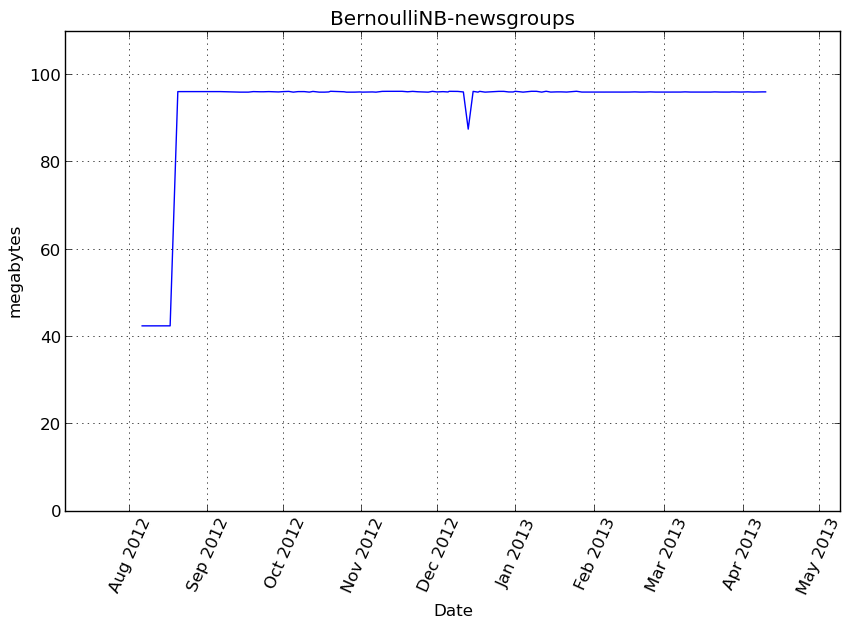 BernoulliNB-newsgroups
100
80
60
40
20
0
megabytes
Aug 2012
Sep 2012
Oct 2012
Nov 2012
Dec 2012
Jan 2013
Feb 2013
Mar 2013
Apr 2013
May 2013
Date